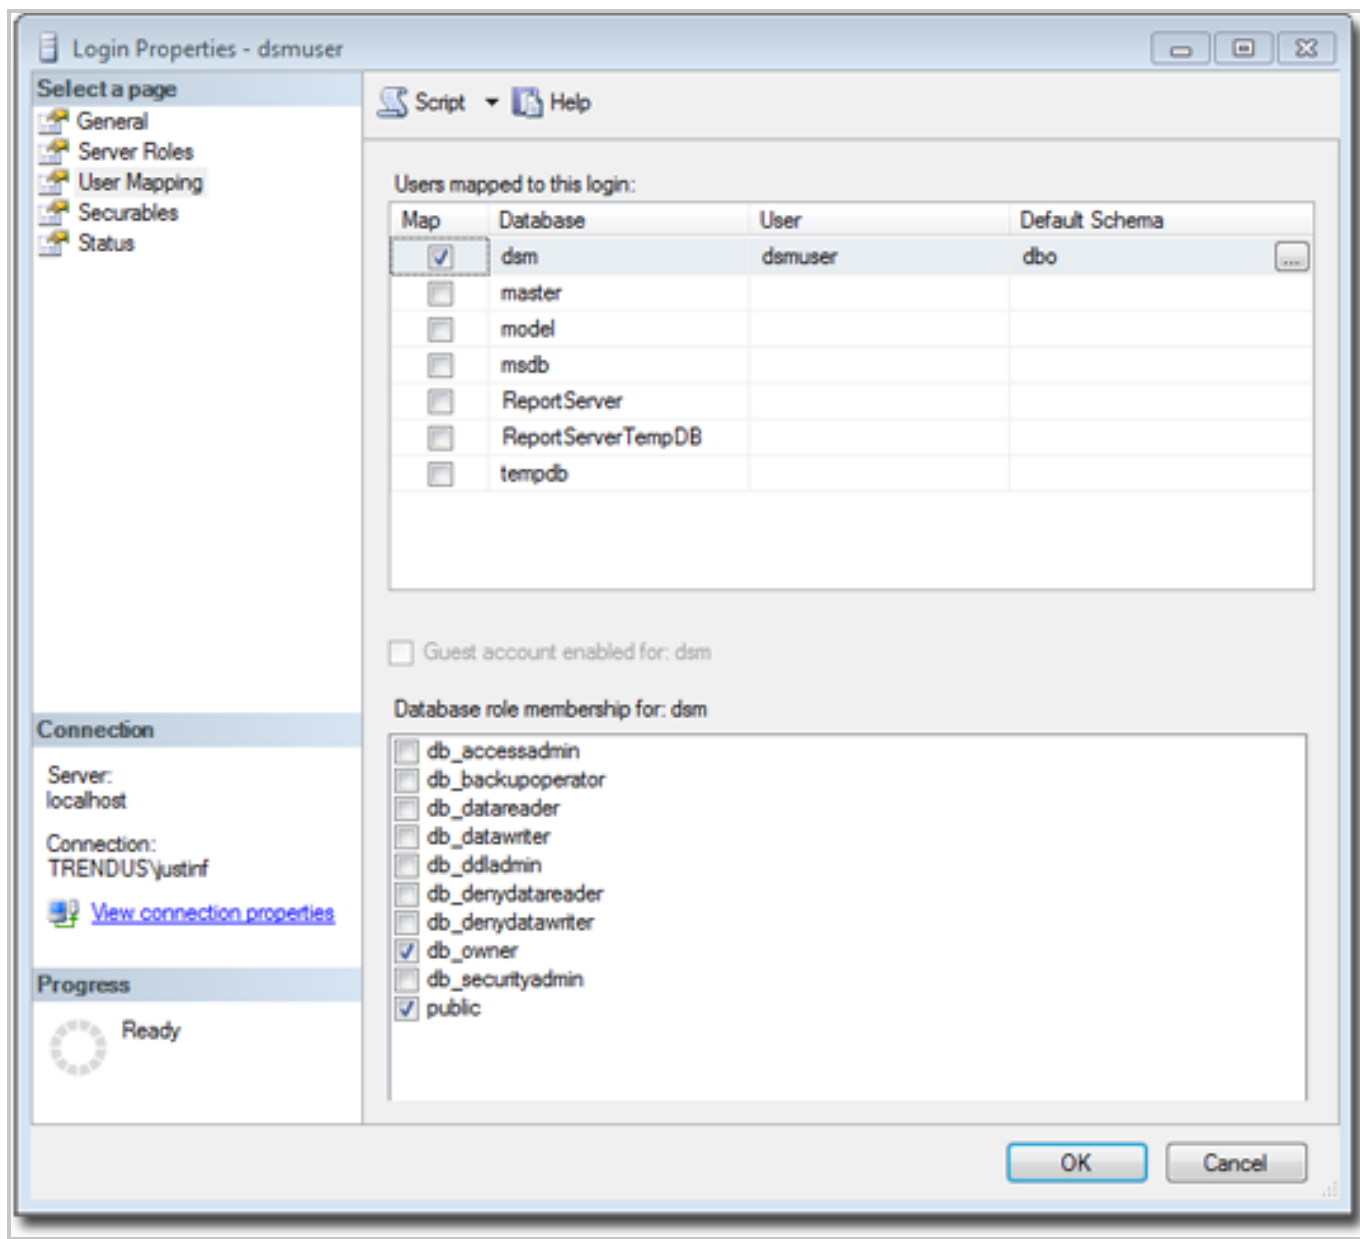 Login Properties - dsmuser
Select a page
General
Server Roles
User Mapping
Securables
Status
Script Help
Users mapped to this login:
Map Database User Default Schema
dsm dsmuser dbo ...
master
model
msdb
ReportServer
ReportServerTempDB
tempdb
Guest account enabled for: dsm
Database role membership for: dsm
db_accessadmin
db_backupoperator
db_datareader
db_datawriter
db_ddladmin
db_denydatareader
db_denydatawriter
db_owner
db_securityadmin
public
Connection
Server:
localhost
Connection:
TRENDUS\justinf
View connection properties
Progress
Ready
OK Cancel